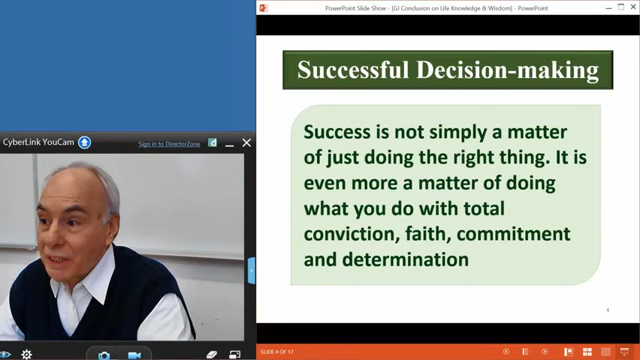 PowerPoint Slide Show - [GJ Conclusion on Life Knowledge & Wisdom] - PowerPoint
Successful Decision-making
CyberLink YouCam
Sign in to DirectorZone
Success is not simply a matter
of just doing the right thing. It is
even more a matter of doing
what you do with total
conviction, faith, commitment
and determination
SLIDE 4 OF 17